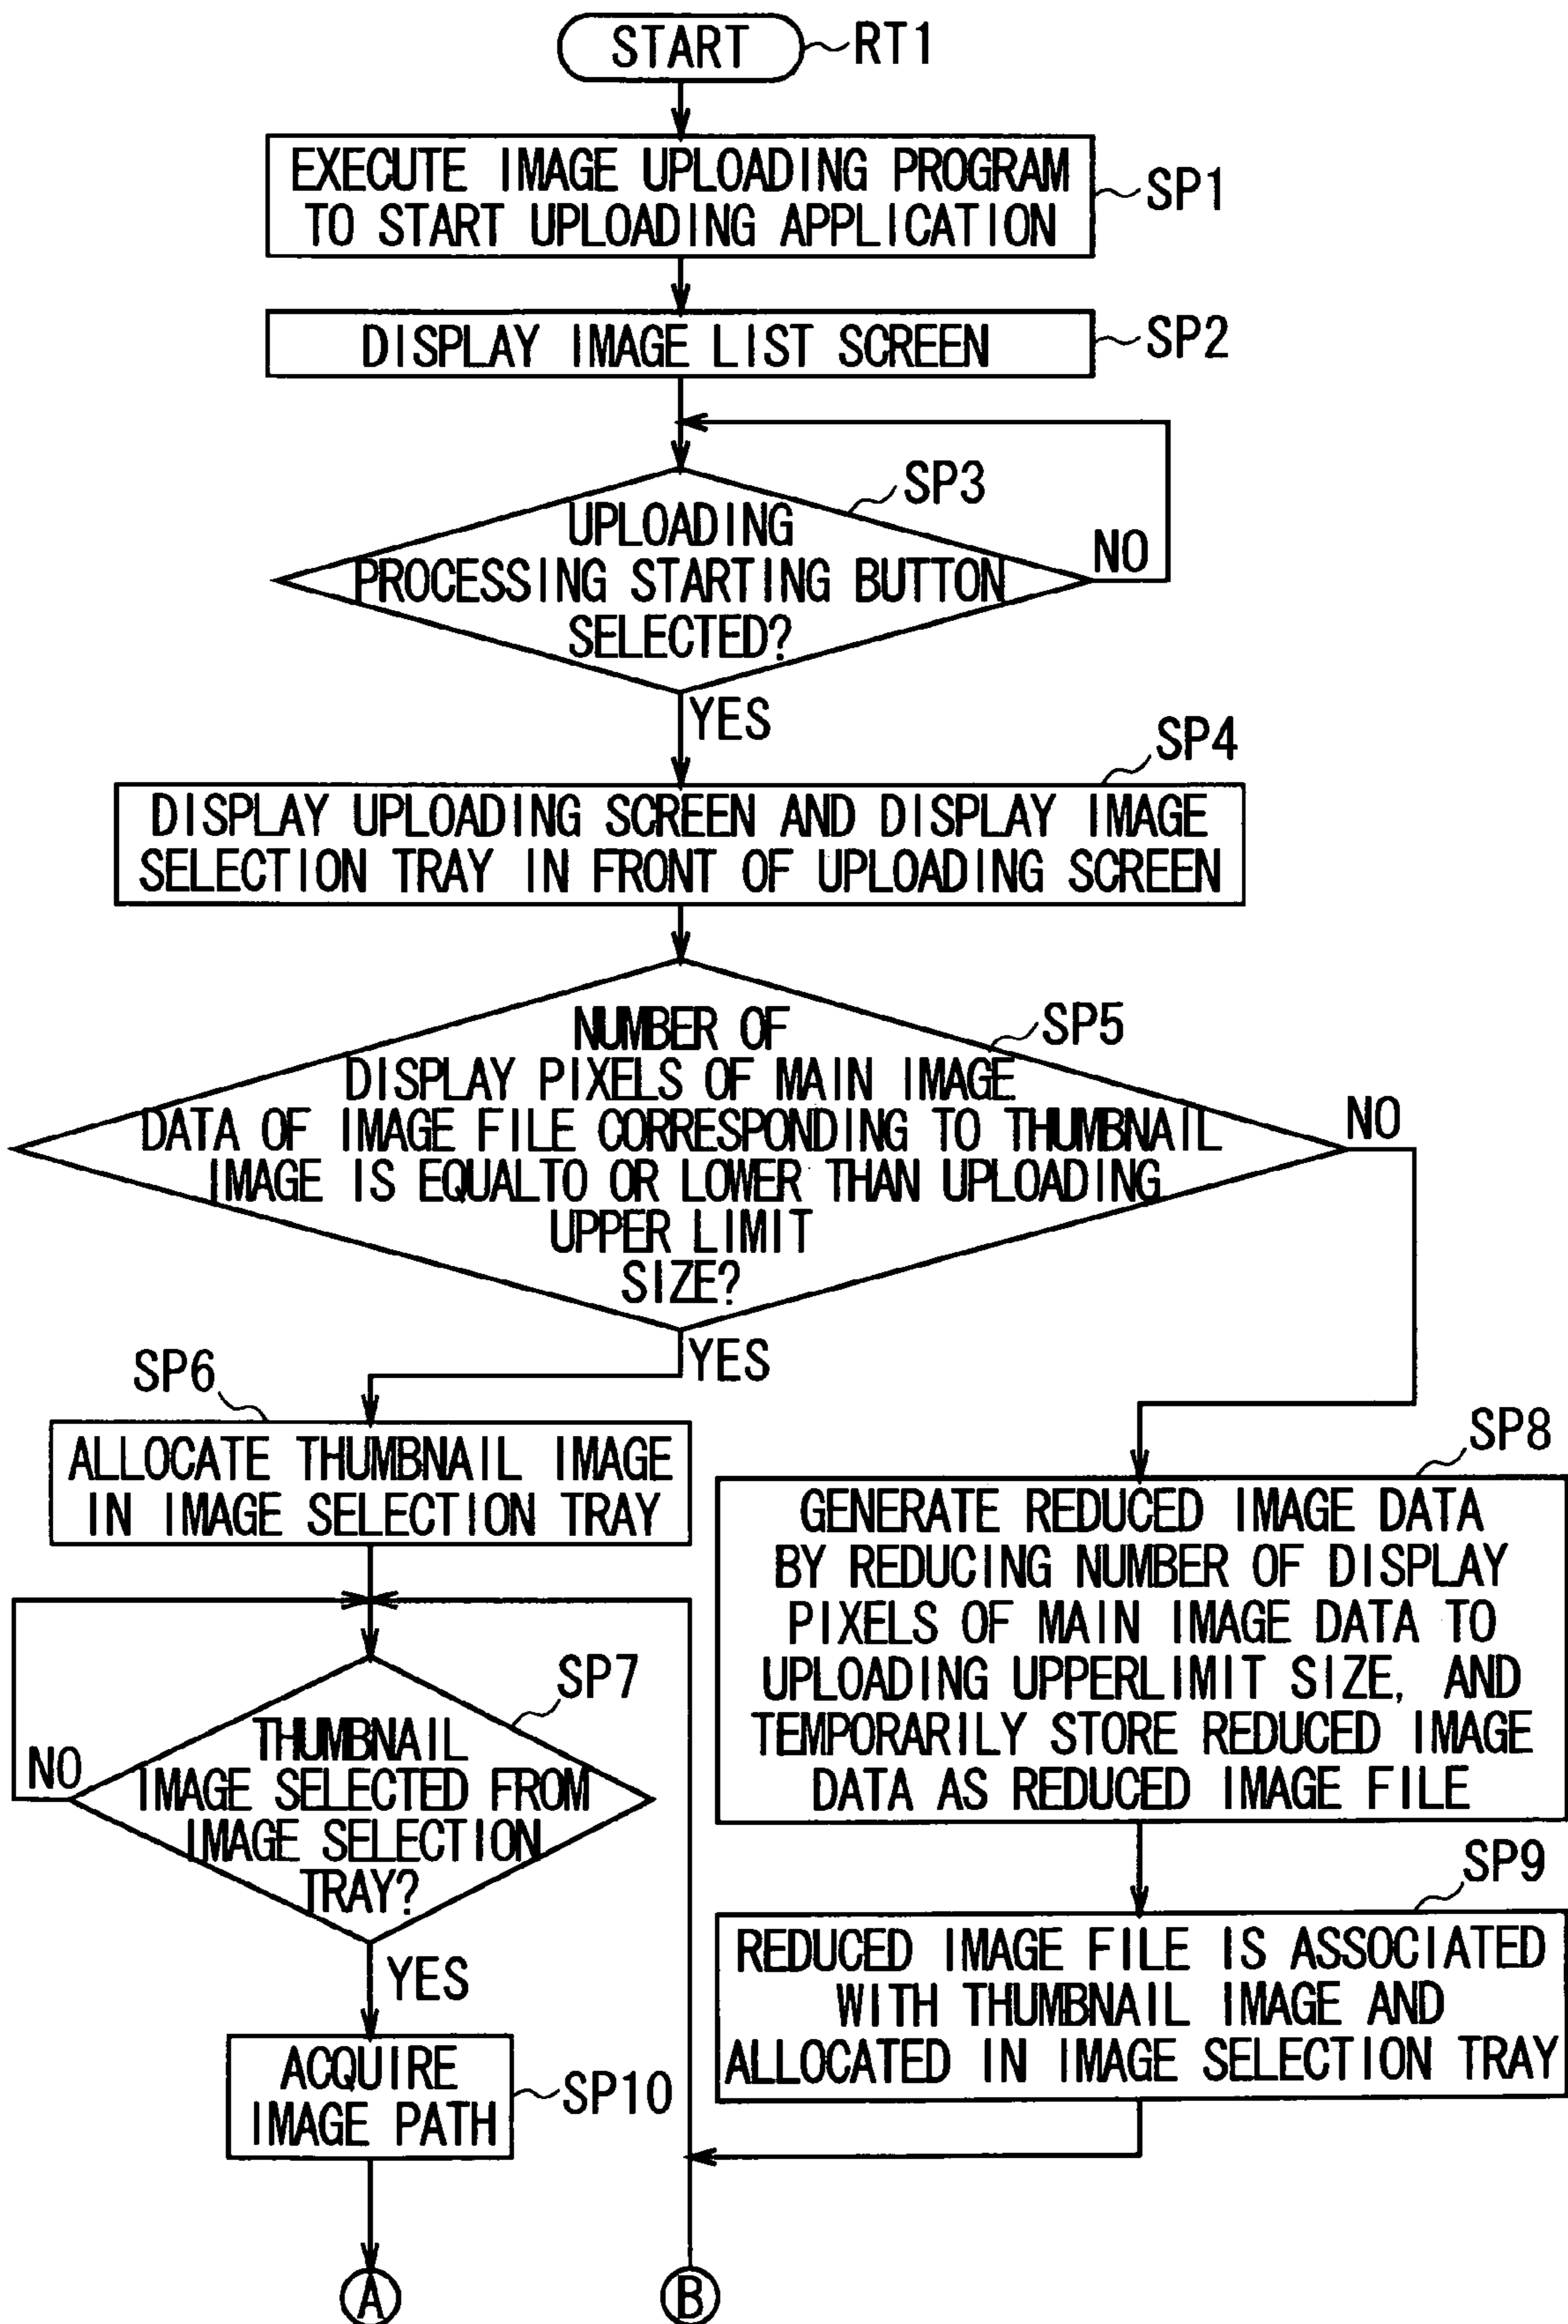 START
RT1
EXECUTE IMAGE UPLOADING PROGRAM
TO START UPLOADING APPLICATION
SP1
DISPLAY IMAGE LIST SCREEN
SP2
SP3
UPLOADING
PROCESSING STARTING BUTTON
SELECTED?
NO
YES
SP4
DISPLAY UPLOADING SCREEN AND DISPLAY IMAGE
SELECTION TRAY IN FRONT OF UPLOADING SCREEN
SP5
NUMBER OF
DISPLAY PIXELS OF MAIN IMAGE
DATA OF IMAGE FILE CORRESPONDING TO THUMBNAIL
IMAGE IS EQUALTO OR LOWER THAN UPLOADING
UPPER LIMIT
SIZE?
NO
YES
SP6
ALLOCATE THUMBNAIL IMAGE
IN IMAGE SELECTION TRAY
SP7
THUMBNAIL
IMAGE SELECTED FROM
IMAGE SELECTION
TRAY?
NO
YES
SP8
GENERATE REDUCED IMAGE DATA
BY REDUCING NUMBER OF DISPLAY
PIXELS OF MAIN IMAGE DATA TO
UPLOADING UPPERLIMIT SIZE, AND
TEMPORARILY STORE REDUCED IMAGE
DATA AS REDUCED IMAGE FILE
SP9
REDUCED IMAGE FILE IS ASSOCIATED
WITH THUMBNAIL IMAGE AND
ALLOCATED IN IMAGE SELECTION TRAY
ACQUIRE
IMAGE PATH
SP10
A
B